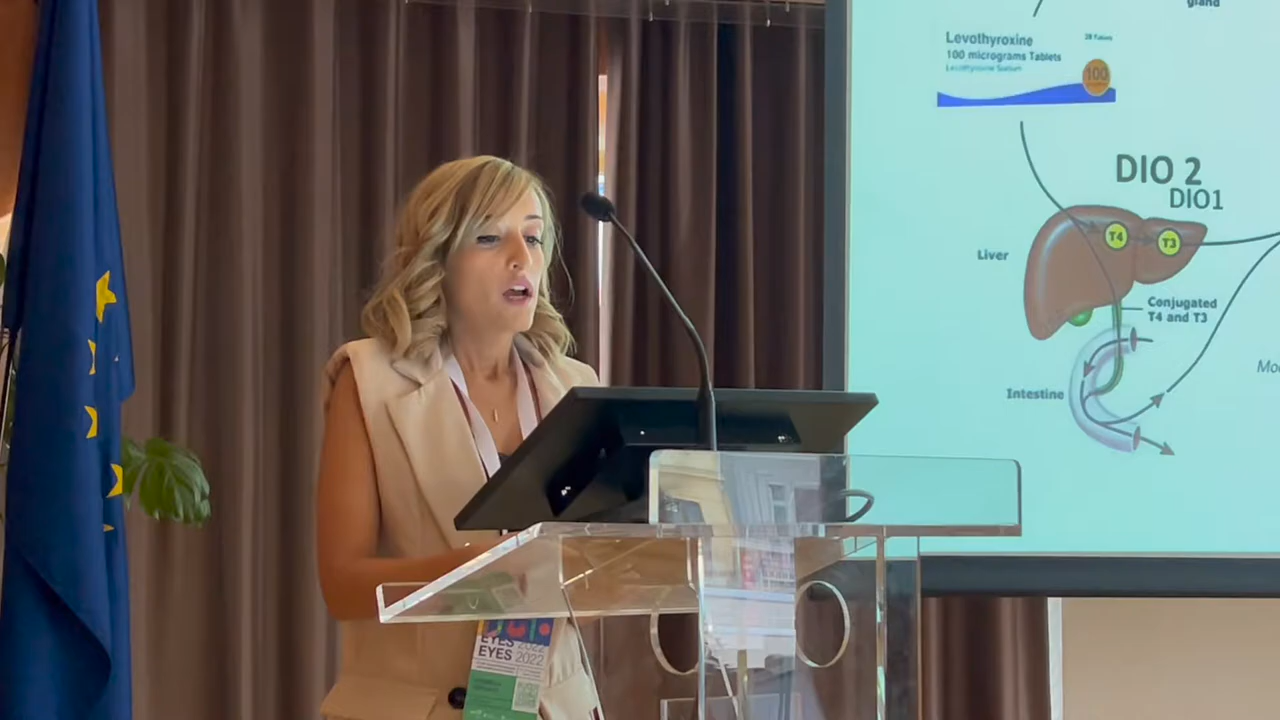 gland
Levothyroxine
28 Tablets
100 micrograms Tablets
Levothyroxine Sodium
100
DIO 2
DIO1
T4
T3
Liver
Conjugated
T4 and T3
Intestine
EYES 2022
EYES 2022